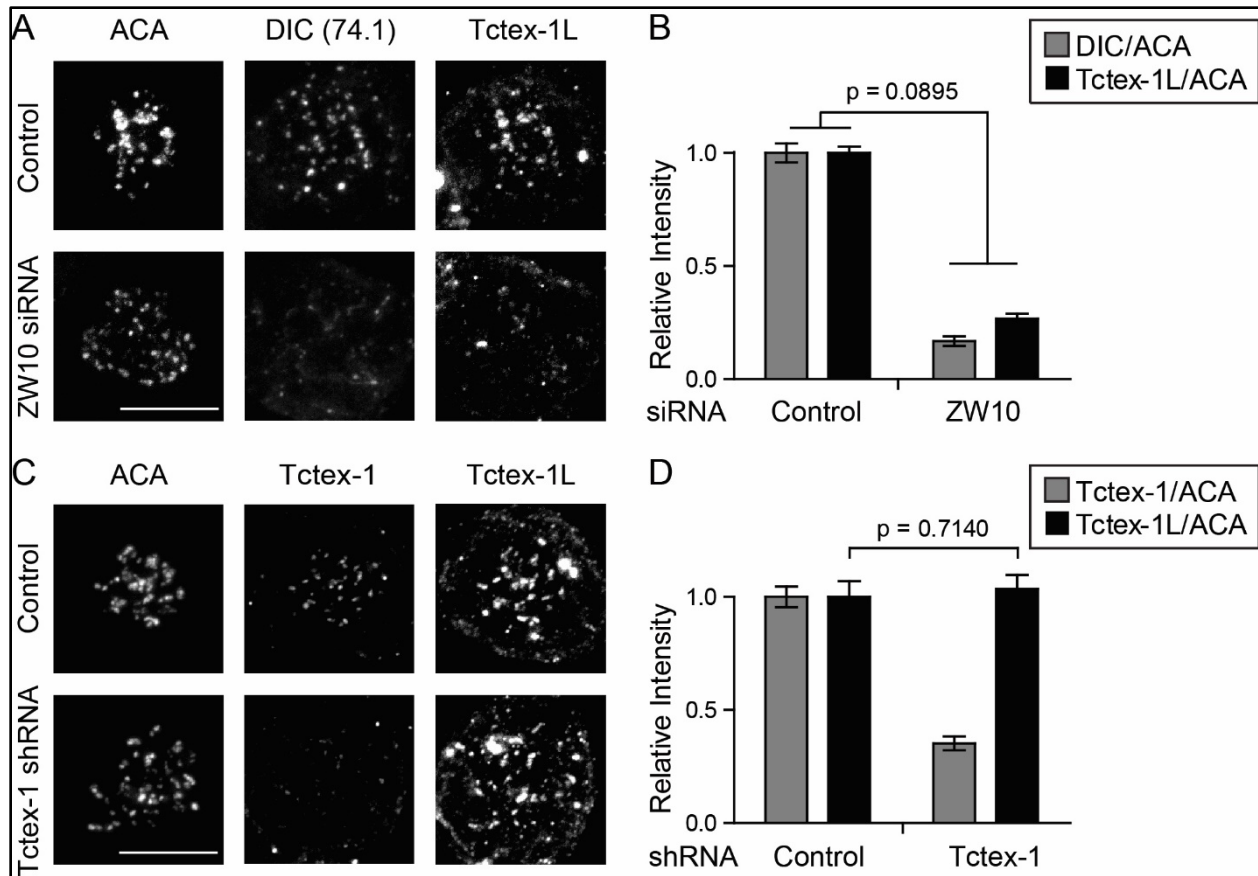 A
ACA DIC (74.1) Tctex-1L
Control
ZW10 siRNA
B
DIC/ACA
Tctex-1L/ACA
p = 0.0895
Relative Intensity
1.0
0.5
0.0
siRNA Control ZW10
C
ACA Tctex-1 Tctex-1L
Control
Tctex-1 shRNA
D
Tctex-1/ACA
Tctex-1L/ACA
p = 0.7140
Relative Intensity
1.0
0.5
0.0
shRNA Control Tctex-1